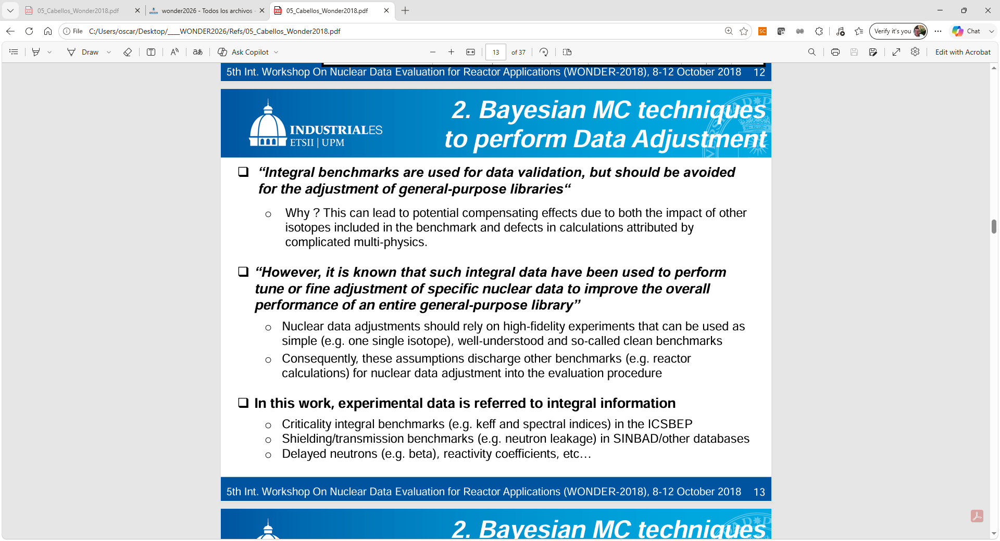 05_Cabellos_Wonder2018.pdf
wonder2026 - Todos los archivos -
05_Cabellos_Wonder2018.pdf
File C:/Users/oscar/Desktop/____WONDER2026/Refs/05_Cabellos_Wonder2018.pdf
SC
Verify it's you
Chat
Draw
Ask Copilot
13 of 37
Edit with Acrobat
5th Int. Workshop On Nuclear Data Evaluation for Reactor Applications (WONDER-2018), 8-12 October 2018 12
INDUSTRIALES
ETSII | UPM
2. Bayesian MC techniques
to perform Data Adjustment
“Integral benchmarks are used for data validation, but should be avoided
for the adjustment of general-purpose libraries“
Why ? This can lead to potential compensating effects due to both the impact of other
isotopes included in the benchmark and defects in calculations attributed by
complicated multi-physics.
“However, it is known that such integral data have been used to perform
tune or fine adjustment of specific nuclear data to improve the overall
performance of an entire general-purpose library”
Nuclear data adjustments should rely on high-fidelity experiments that can be used as
simple (e.g. one single isotope), well-understood and so-called clean benchmarks
Consequently, these assumptions discharge other benchmarks (e.g. reactor
calculations) for nuclear data adjustment into the evaluation procedure
In this work, experimental data is referred to integral information
Criticality integral benchmarks (e.g. keff and spectral indices) in the ICSBEP
Shielding/transmission benchmarks (e.g. neutron leakage) in SINBAD/other databases
Delayed neutrons (e.g. beta), reactivity coefficients, etc…
5th Int. Workshop On Nuclear Data Evaluation for Reactor Applications (WONDER-2018), 8-12 October 2018 13
2. Bayesian MC techniques